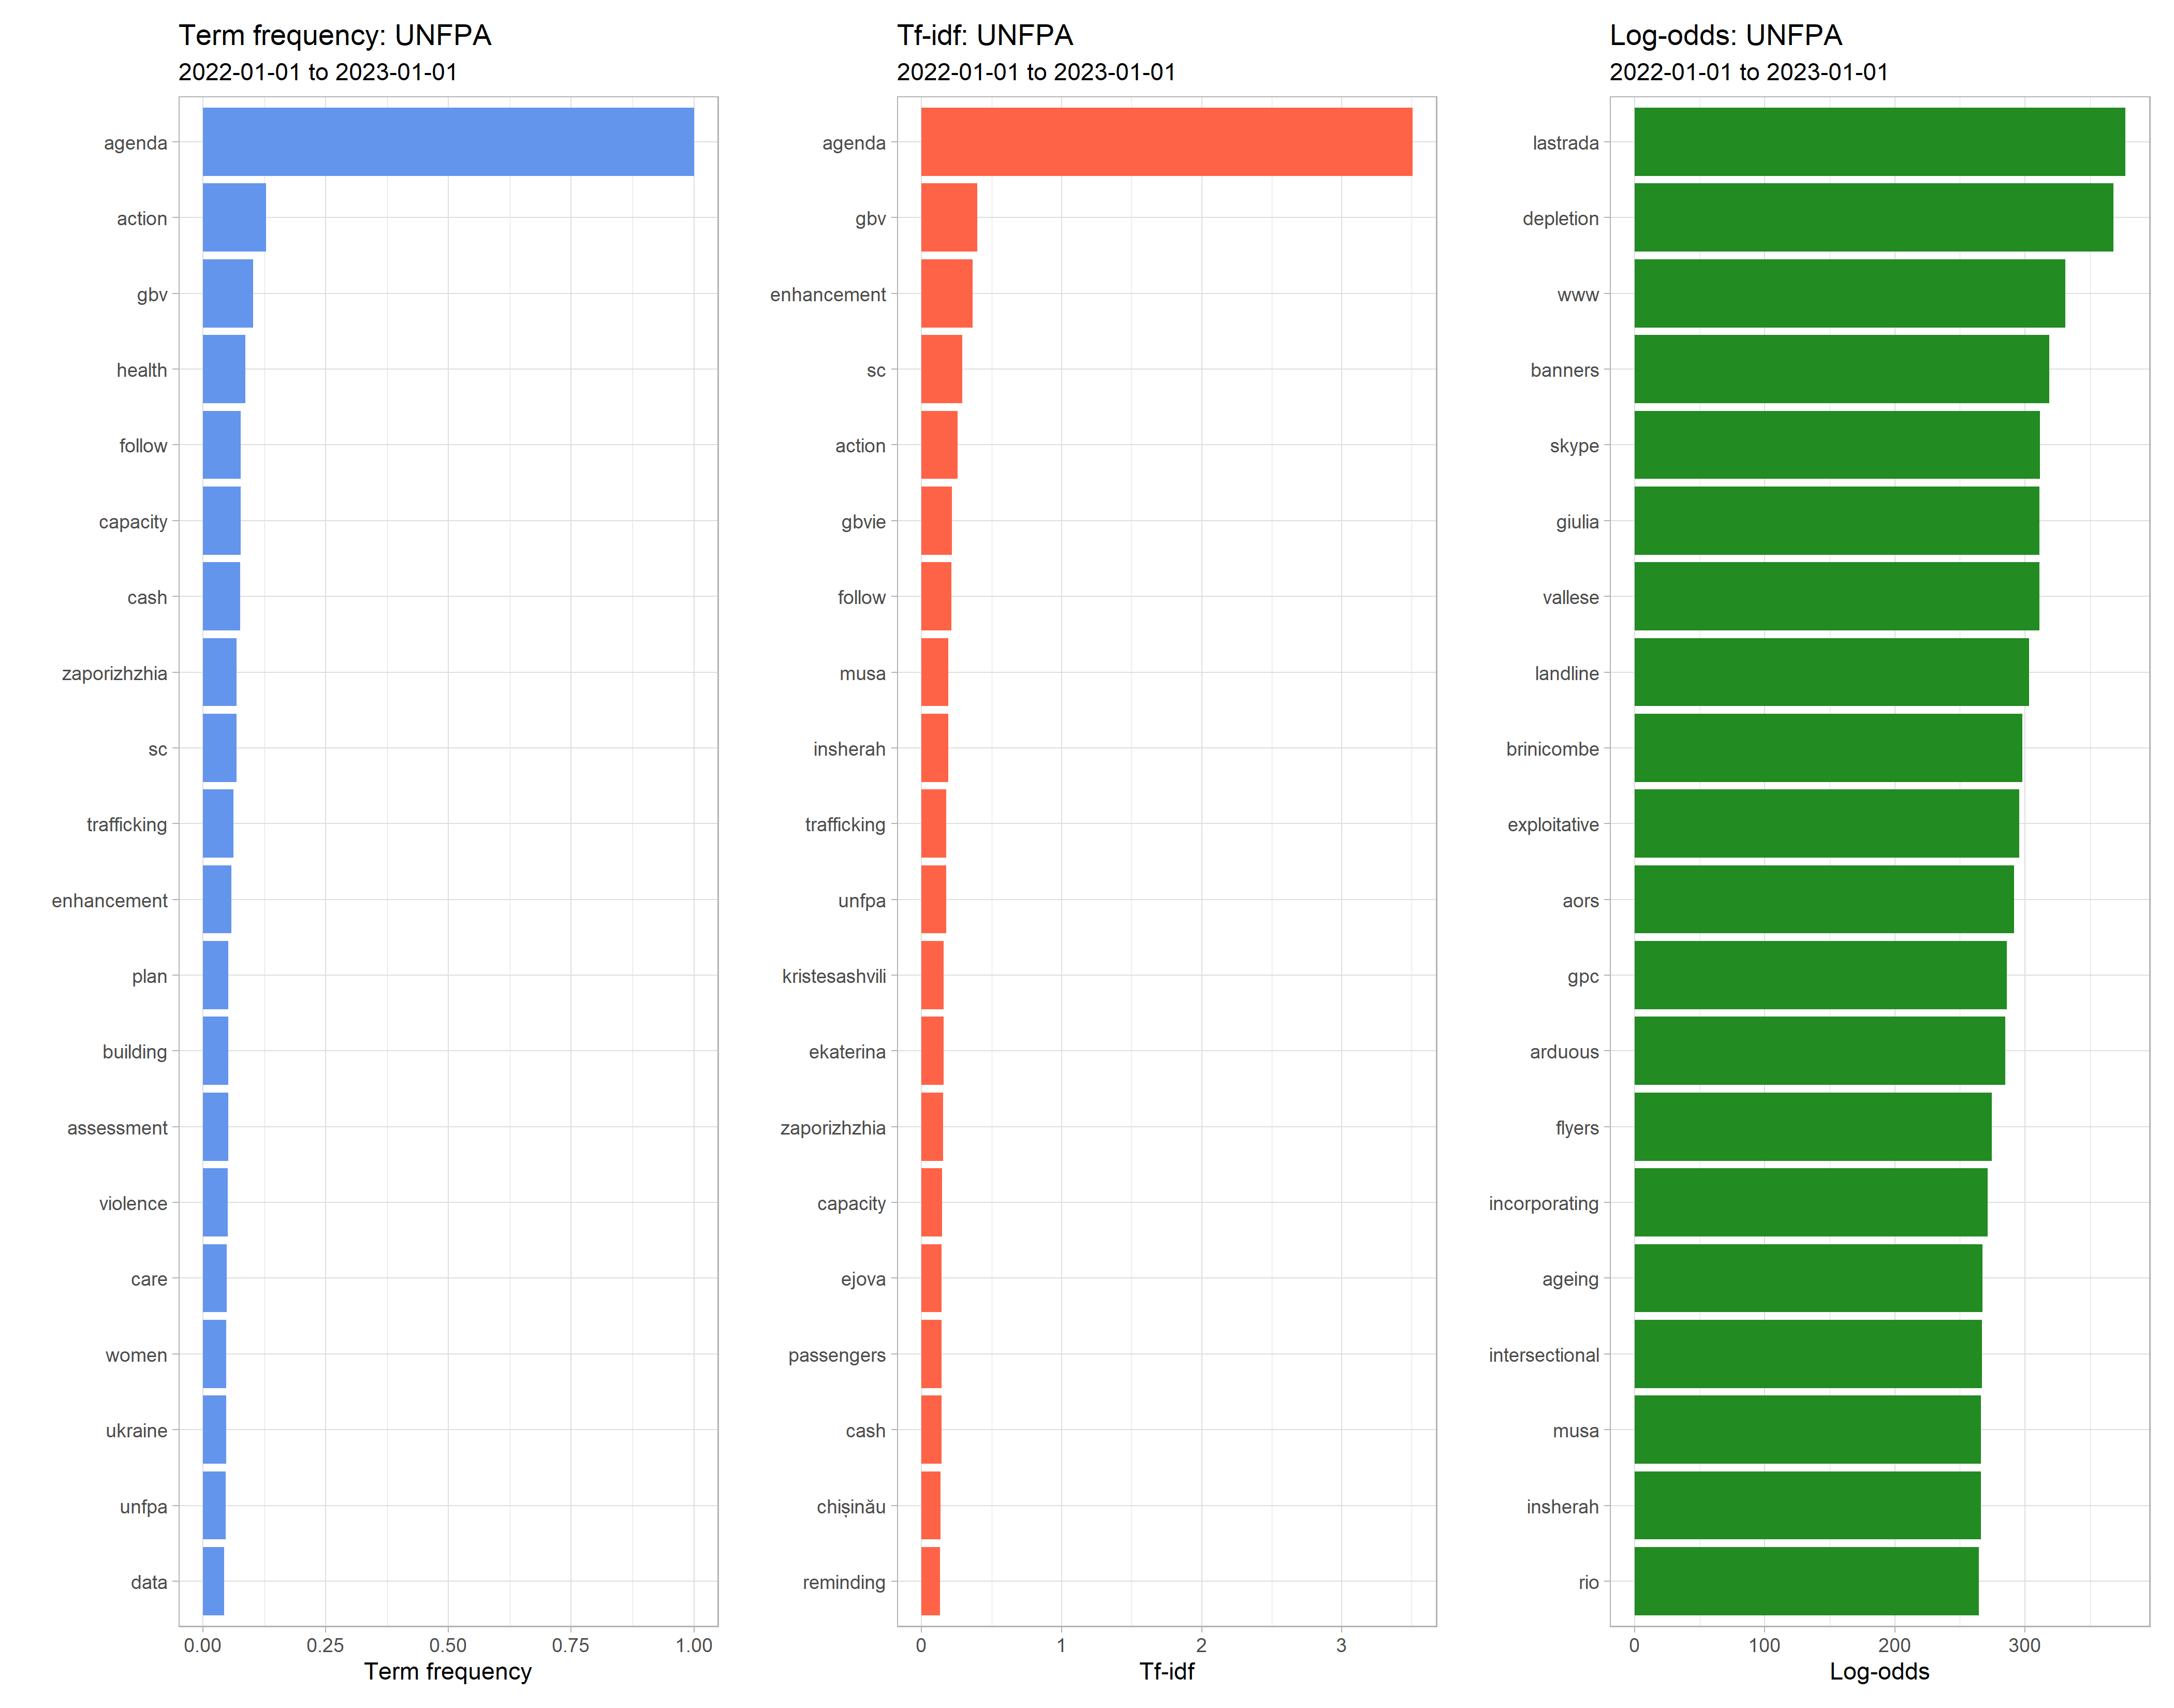 Term frequency: UNFPA
2022-01-01 to 2023-01-01
agenda
action
gbv
health
follow
capacity
cash
zaporizhzhia
sc
trafficking
enhancement
plan
building
assessment
violence
care
women
ukraine
unfpa
data
0.00 0.25 0.50 0.75 1.00
Term frequency
Tf-idf: UNFPA
2022-01-01 to 2023-01-01
agenda
gbv
enhancement
sc
action
gbvie
follow
musa
insherah
trafficking
unfpa
kristesashvili
ekaterina
zaporizhzhia
capacity
ejova
passengers
cash
chișinău
reminding
0 1 2 3
Tf-idf
Log-odds: UNFPA
2022-01-01 to 2023-01-01
lastrada
depletion
www
banners
skype
giulia
vallese
landline
brinicombe
exploitative
aors
gpc
arduous
flyers
incorporating
ageing
intersectional
musa
insherah
rio
0 100 200 300
Log-odds